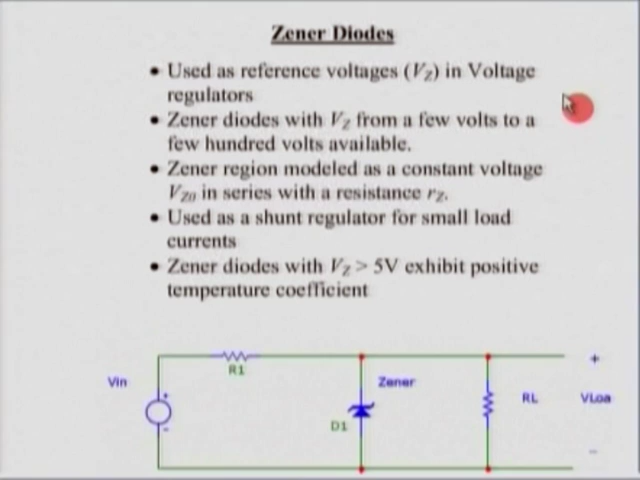 Zener Diodes
• Used as reference voltages (VZ) in Voltage
regulators
• Zener diodes with VZ from a few volts to a
few hundred volts available.
• Zener region modeled as a constant voltage
VZ0 in series with a resistance rZ.
• Used as a shunt regulator for small load
currents
• Zener diodes with VZ > 5V exhibit positive
temperature coefficient
R1
+
Vin
Zener
RL
VLoa
D1
-